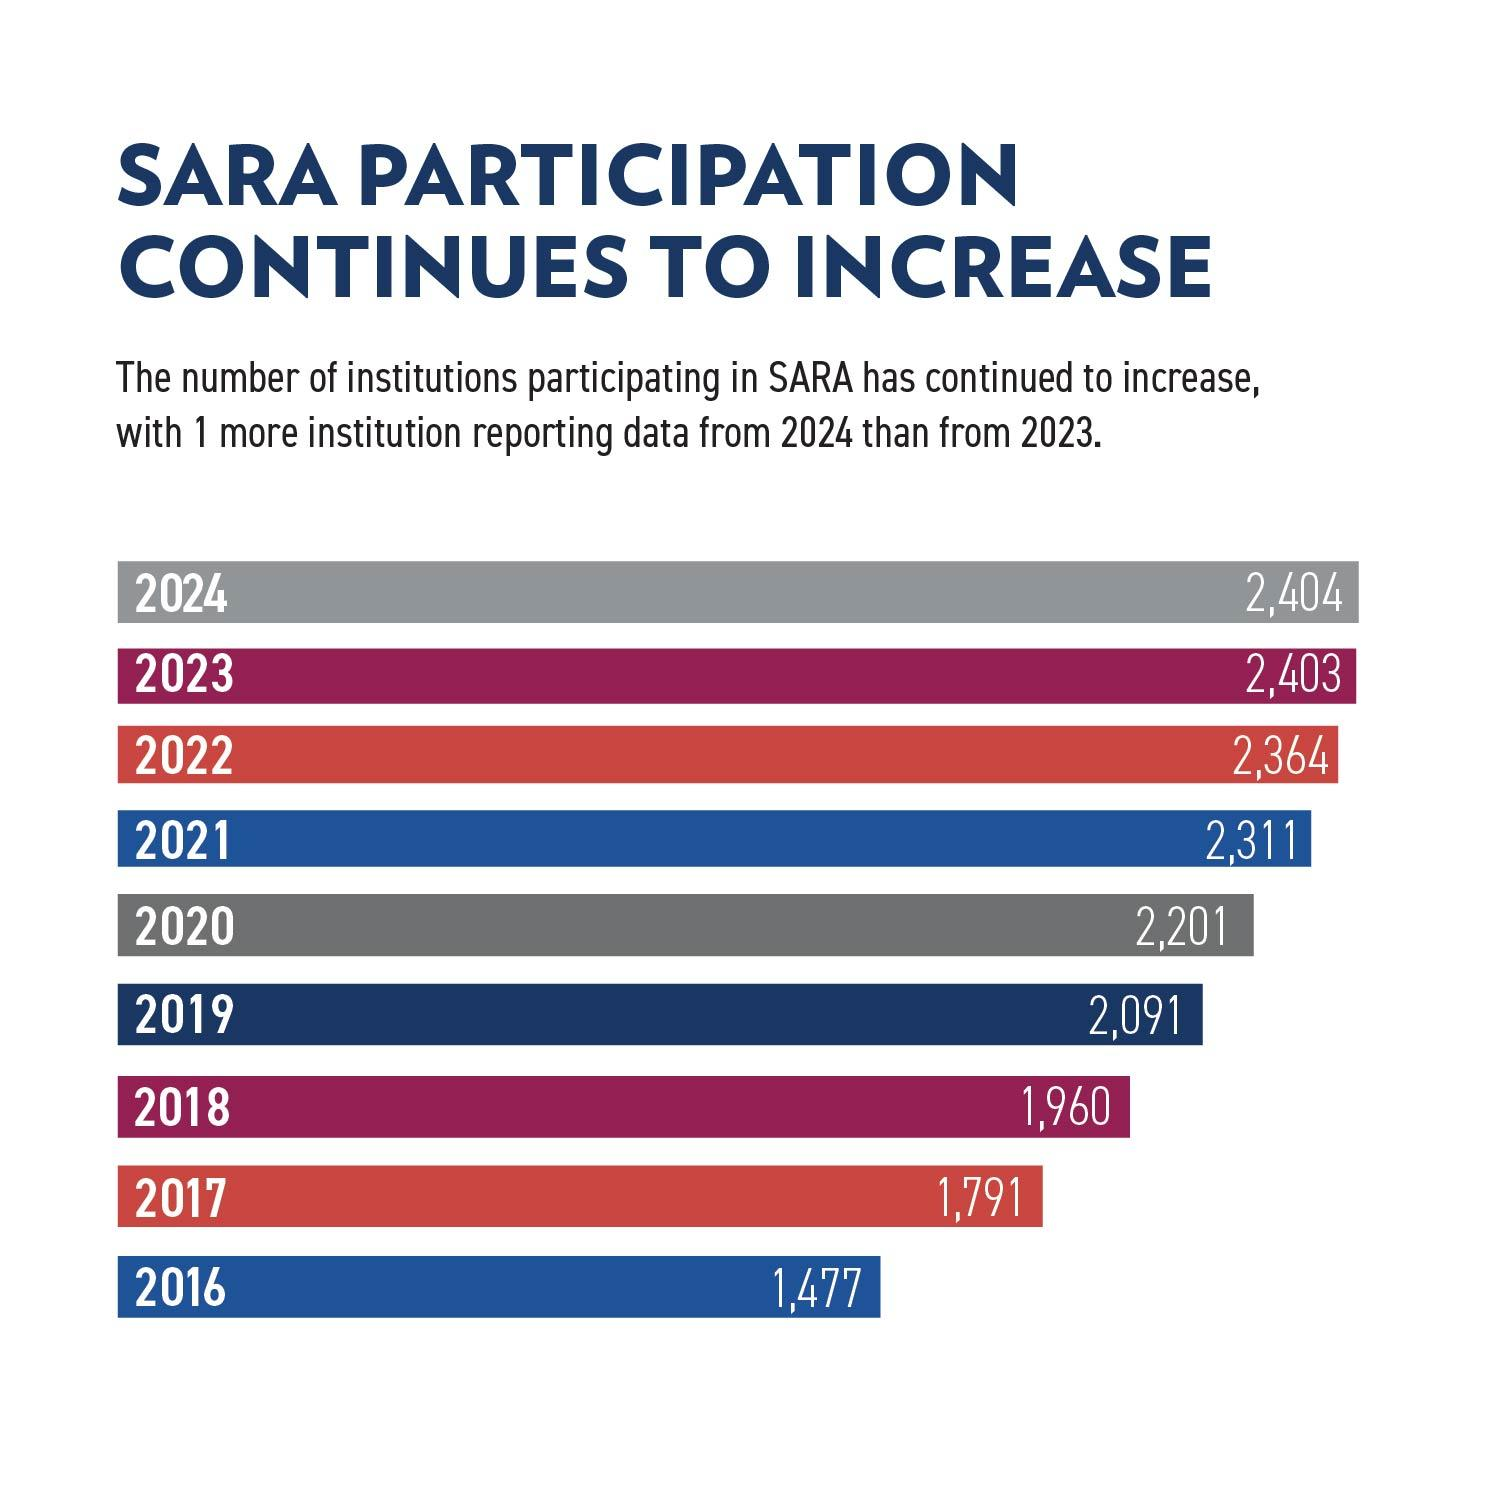 SARA PARTICIPATION
CONTINUES TO INCREASE
The number of institutions participating in SARA has continued to increase,
with 1 more institution reporting data from 2024 than from 2023.
2024 2,404
2023 2,403
2022 2,364
2021 2,311
2020 2,201
2019 2,091
2018 1,960
2017 1,791
2016 1,477